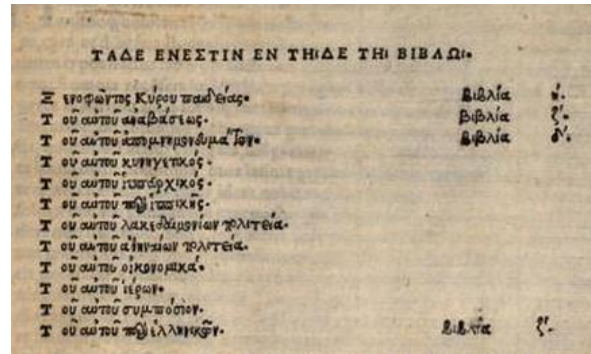 ΤΑΔΕ ΕΝΕΣΤΙΝ ΕΝ ΤΗΙΔΕ ΤΗΙ ΒΙΒΛΩΙ.
Ξενοφῶντος Κύρου παιδείας. Βιβλία ή.
Τοῦ αὐτοῦ ἀναβάσεως. βιβλία ζ́.
Τοῦ αὐτοῦ ἀπομνημονευμάτων. βιβλία δ́.
Τοῦ αὐτοῦ κυνηγετικός.
Τοῦ αὐτοῦ ἱππαρχικός.
Τοῦ αὐτοῦ περὶ ἱππικῆς.
Τοῦ αὐτοῦ λακεδαιμονίων πολιτεία.
Τοῦ αὐτοῦ ἀθηναίων πολιτεία.
Τοῦ αὐτοῦ οἰκονομικά.
Τοῦ αὐτοῦ ἱέρων.
Τοῦ αὐτοῦ συμπόσιον.
Τοῦ αὐτοῦ περὶ ἑλληνικῶν. Βιβλία ζ́.